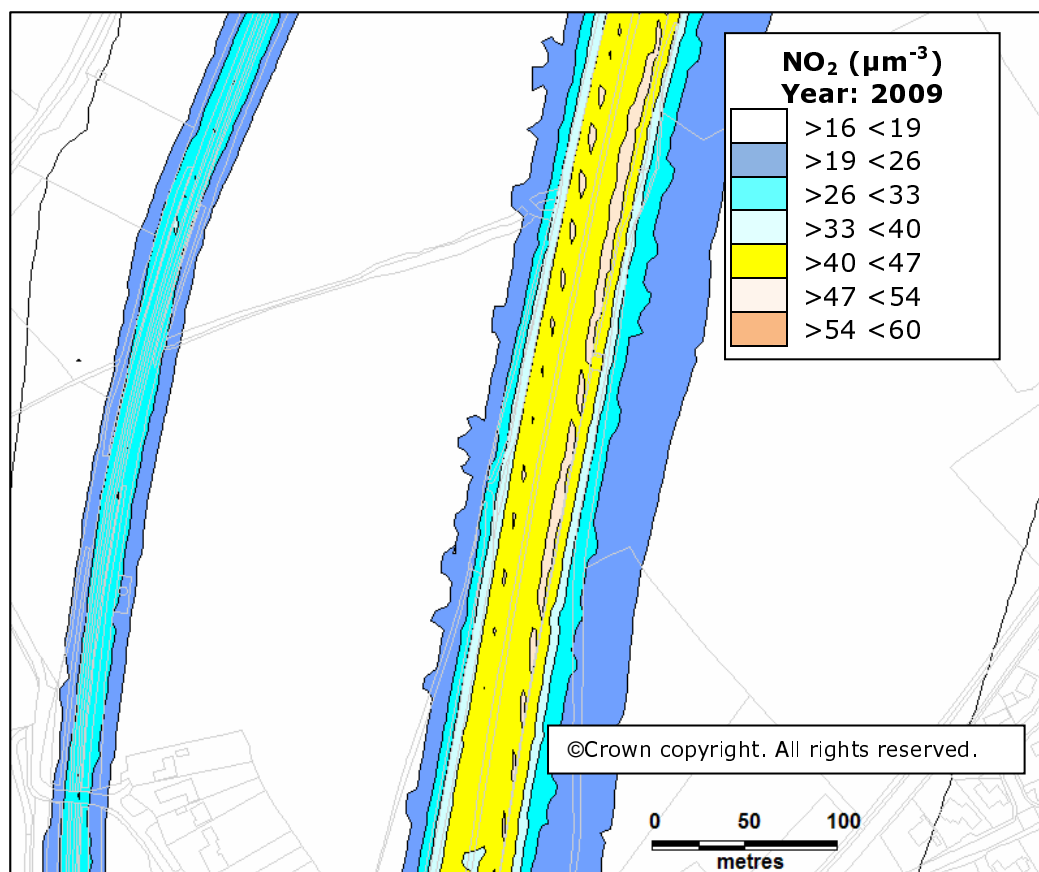 NO₂ (µm⁻³)
Year: 2009
>16 <19
>19 <26
>26 <33
>33 <40
>40 <47
>47 <54
>54 <60
©Crown copyright. All rights reserved.
0 50 100
metres